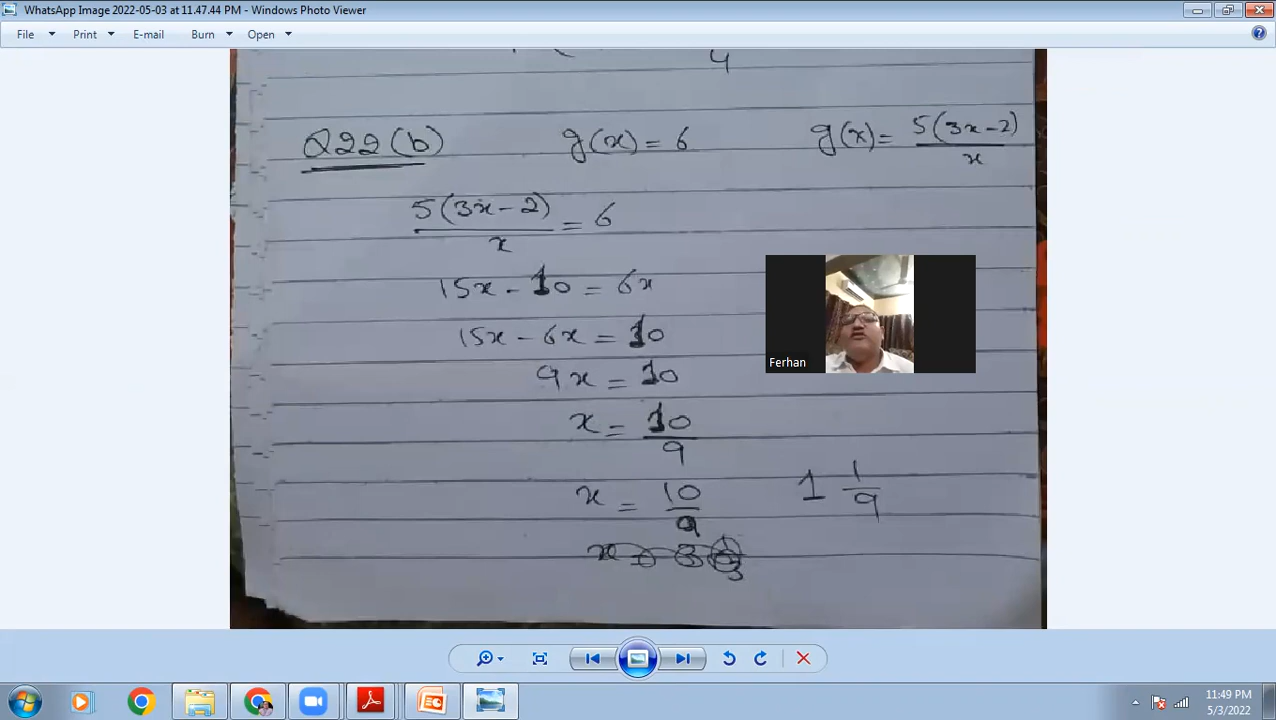 WhatsApp Image 2022-05-03 at 11.47.44 PM - Windows Photo Viewer
File Print E-mail Burn Open
4
Q22(b) g(x) = 6 g(x) = 5(3x-2)/x
5(3x-2)/x = 6
15x - 10 = 6x
15x - 6x = 10
9x = 10
Ferhan
x = 10/9
x = 10/9 1 1/9
11:49 PM
5/3/2022